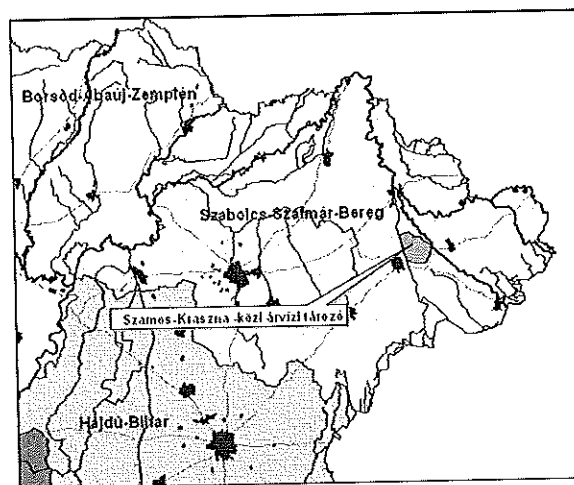 Borsod-Abaúj-Zemplén
Szabolcs-Szatmár-Bereg
Szamos-Kraszna-közi árvízi tározó
Hajdú-Bihar